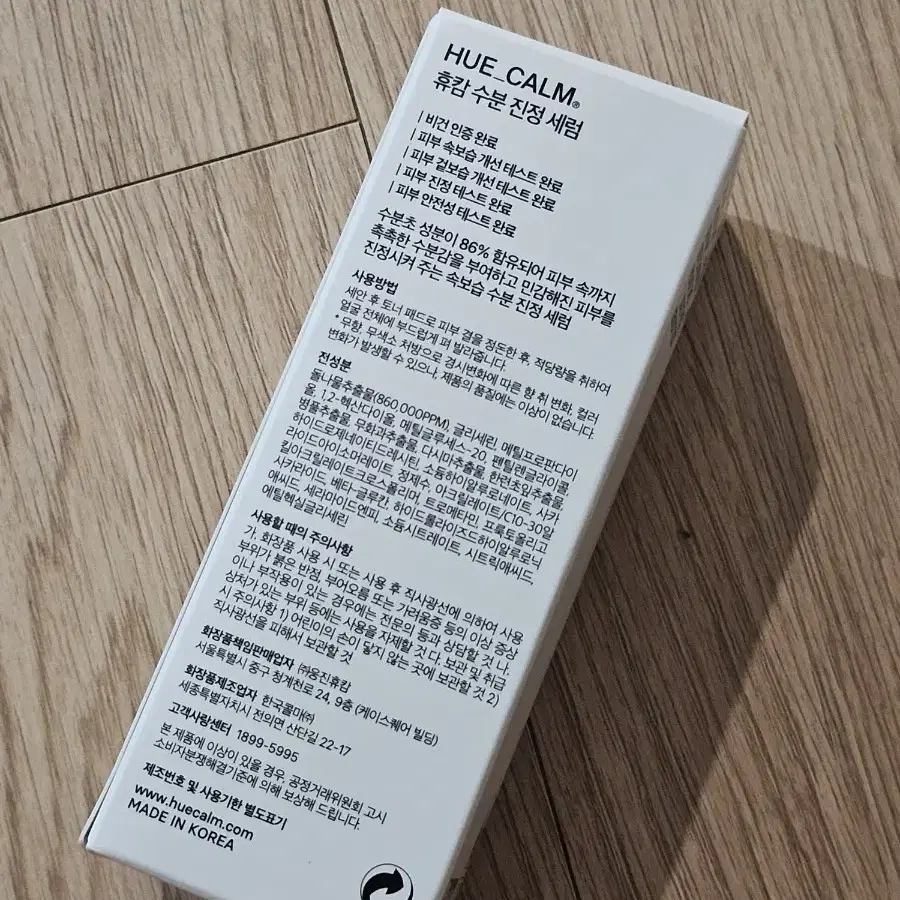 HUE_CALM®
휴캄 수분 진정 세럼
| 비건 인증 완료
| 피부 속보습 개선 테스트 완료
| 피부 겉보습 개선 테스트 완료
| 피부 진정 테스트 완료
| 피부 안전성 테스트 완료
수분초 성분이 86% 함유되어 피부 속까지
촉촉한 수분감을 부여하고 민감해진 피부를
진정시켜 주는 속보습 수분 진정 세럼
사용방법
세안 후 토너 패드로 피부 결을 정돈한 후, 적당량을 취하여
얼굴 전체에 부드럽게 펴 발라줍니다.
* 무향, 무색소 처방으로 경시변화에 따른 향 취 변화, 컬러
변화가 발생할 수 있으나, 제품의 품질에는 이상이 없습니다.
전성분
돌나물추출물(860,000PPM), 글리세린, 메틸프로판다이
올, 1,2-헥산다이올, 메틸글루세스-20, 펜틸렌글라이콜,
병풀추출물, 무화과추출물, 다시마추출물, 한련초잎추출물,
하이드로제네이티드레시틴, 소듐하이알루로네이트, 사카
라이드아이소머레이트, 정제수, 아크릴레이트/C10-30알
킬아크릴레이트크로스폴리머, 트로메타민, 프룩토올리고
사카라이드, 베타-글루칸, 하이드롤라이즈드하이알루로닉
애씨드, 세라마이드엔피, 소듐시트레이트, 시트릭애씨드,
에틸헥실글리세린
사용할 때의 주의사항
가. 화장품 사용 시 또는 사용 후 직사광선에 의하여 사용
부위가 붉은 반점, 부어오름 또는 가려움증 등의 이상 증상
이나 부작용이 있는 경우에는 전문의 등과 상담할 것 나.
상처가 있는 부위 등에는 사용을 자제할 것 다. 보관 및 취급
시 주의사항 1) 어린이의 손이 닿지 않는 곳에 보관할 것 2)
직사광선을 피해서 보관할 것
화장품책임판매업자 ㈜웅진휴캄
서울특별시 중구 청계천로 24, 9층 (케이스퀘어 빌딩)
화장품제조업자 한국콜마㈜
세종특별자치시 전의면 산단길 22-17
고객사랑센터 1899-5995
본 제품에 이상이 있을 경우, 공정거래위원회 고시
소비자분쟁해결기준에 의해 보상해 드립니다.
제조번호 및 사용기한 별도표기
www.huecalm.com
MADE IN KOREA